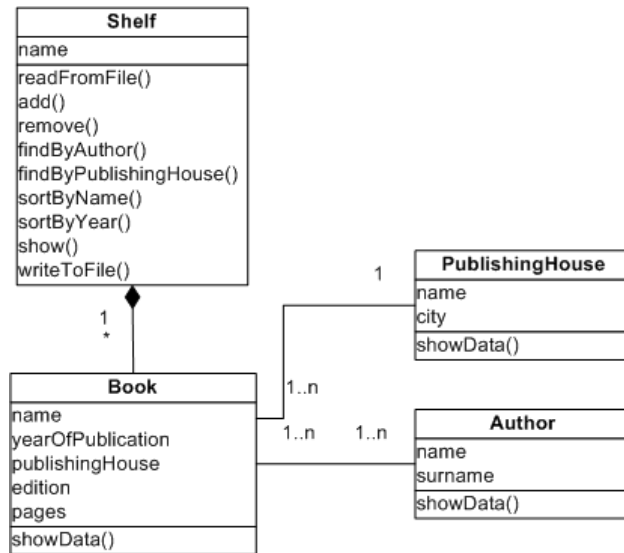 Shelf
name
readFromFile()
add()
remove()
findByAuthor()
findByPublishingHouse()
sortByName()
sortByYear()
show()
writeToFile()
1
*
Book
name
yearOfPublication
publishingHouse
edition
pages
showData()
1
1..n
PublishingHouse
name
city
showData()
1..n
1..n
Author
name
surname
showData()